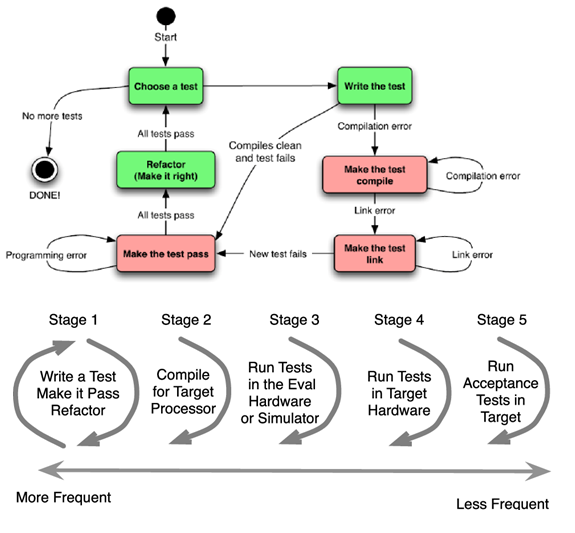 Start
Choose a test
Write the test
No more tests
Compilation error
All tests pass
Compiles clean
and test fails
Refactor
(Make it right)
Make the test
compile
Compilation error
DONE!
Link error
All tests pass
Programming error
Make the test pass
New test fails
Make the test
link
Link error
Stage 1
Stage 2
Stage 3
Stage 4
Stage 5
Write a Test
Make it Pass
Refactor
Compile
for Target
Processor
Run Tests
in the Eval
Hardware
or Simulator
Run Tests
in Target
Hardware
Run
Acceptance
Tests in
Target
More Frequent
Less Frequent